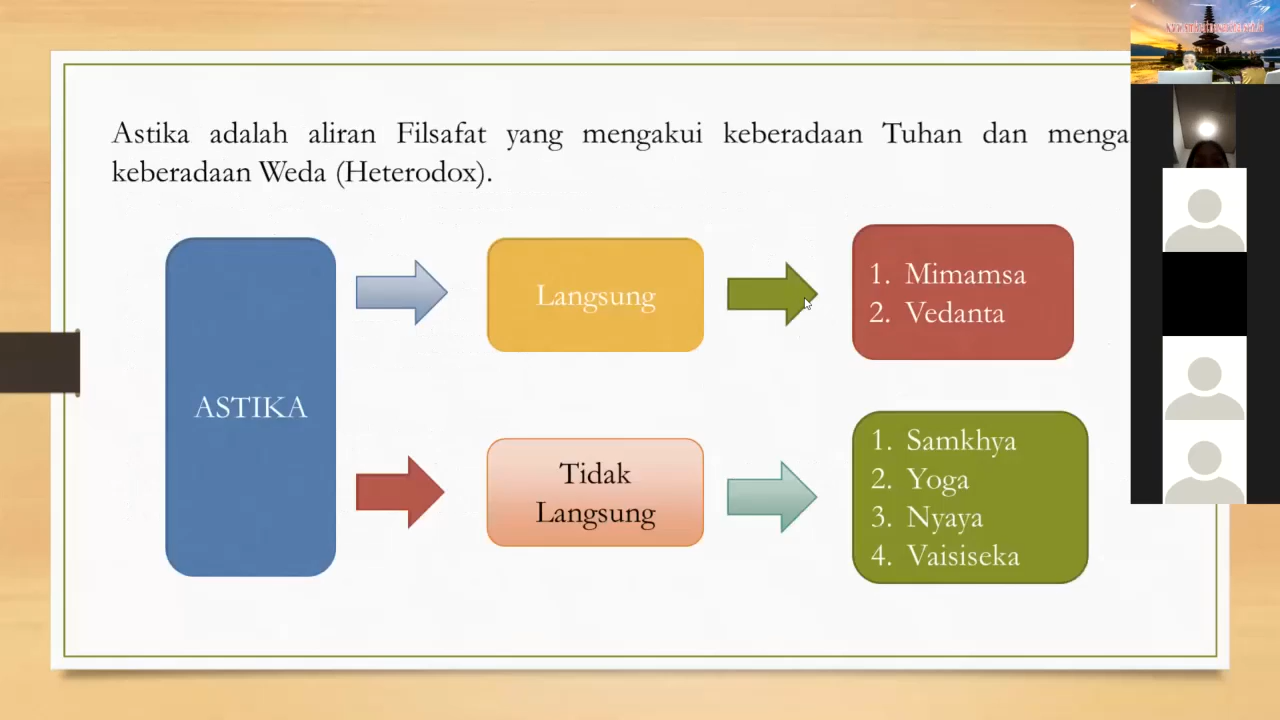 Astika adalah aliran Filsafat yang mengakui keberadaan Tuhan dan menga
keberadaan Weda (Heterodox).
ASTIKA
Langsung
1. Mimamsa
2. Vedanta
Tidak
Langsung
1. Samkhya
2. Yoga
3. Nyaya
4. Vaisiseka